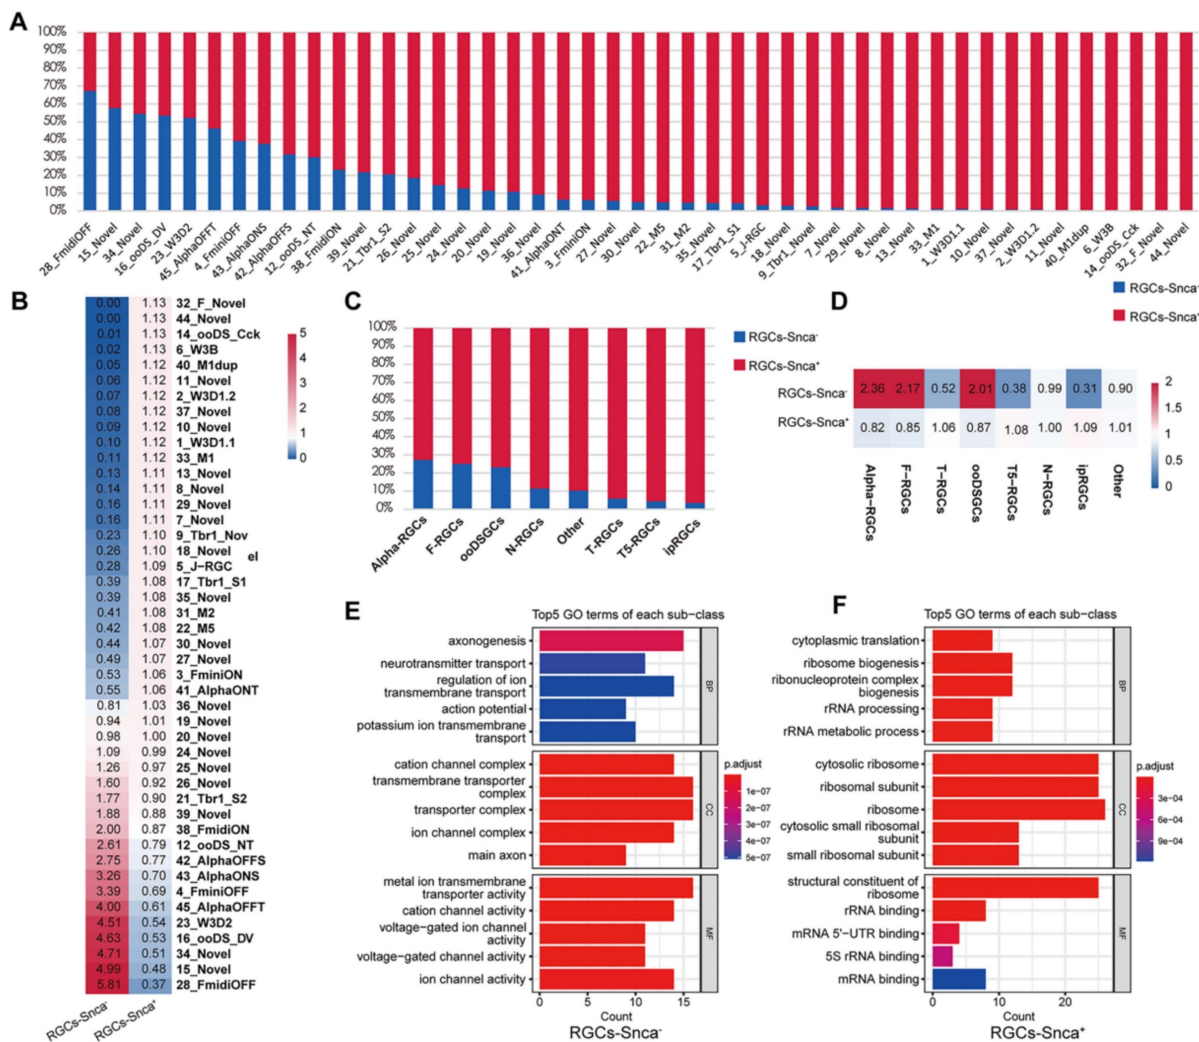 A
100%
90%
80%
70%
60%
50%
40%
30%
20%
10%
0%
28_FmidiOFF
15_Novel
34_Novel
16_ooDS_DV
23_W3D2
45_AlphaOFFT
4_FminiOFF
43_AlphaONS
42_AlphaOFFS
12_ooDS_NT
38_FmidiON
39_Novel
21_Tbr1_S2
26_Novel
25_Novel
24_Novel
20_Novel
19_Novel
36_Novel
41_AlphaONT
3_FminiON
27_Novel
30_Novel
22_M5
31_M2
35_Novel
17_Tbr1_S1
5_J-RGC
18_Novel
9_Tbr1_Novel
7_Novel
29_Novel
8_Novel
13_Novel
33_M1
1_W3D1.1
10_Novel
37_Novel
2_W3D1.2
11_Novel
40_M1dup
6_W3B
14_ooDS_Cck
32_F_Novel
44_Novel
RGCs-Snca-
RGCs-Snca+
B
0.00 1.13 32_F_Novel
0.00 1.13 44_Novel
0.01 1.13 14_ooDS_Cck
0.02 1.13 6_W3B
0.05 1.12 40_M1dup
0.06 1.12 11_Novel
0.07 1.12 2_W3D1.2
0.08 1.12 37_Novel
0.09 1.12 10_Novel
0.10 1.12 1_W3D1.1
0.11 1.12 33_M1
0.13 1.11 13_Novel
0.14 1.11 8_Novel
0.16 1.11 29_Novel
0.16 1.11 7_Novel
0.23 1.10 9_Tbr1_Nov
el
0.26 1.10 18_Novel
0.28 1.09 5_J−RGC
0.39 1.08 17_Tbr1_S1
0.39 1.08 35_Novel
0.41 1.08 31_M2
0.42 1.08 22_M5
0.44 1.07 30_Novel
0.49 1.07 27_Novel
0.53 1.06 3_FminiON
0.55 1.06 41_AlphaONT
0.81 1.03 36_Novel
0.94 1.01 19_Novel
0.98 1.00 20_Novel
1.09 0.99 24_Novel
1.26 0.97 25_Novel
1.60 0.92 26_Novel
1.77 0.90 21_Tbr1_S2
1.88 0.88 39_Novel
2.00 0.87 38_FmidiON
2.61 0.79 12_ooDS_NT
2.75 0.77 42_AlphaOFFS
3.26 0.70 43_AlphaONS
3.39 0.69 4_FminiOFF
4.00 0.61 45_AlphaOFFT
4.51 0.54 23_W3D2
4.63 0.53 16_ooDS_DV
4.71 0.51 34_Novel
4.99 0.48 15_Novel
5.81 0.37 28_FmidiOFF
RGCs-Snca-
RGCs-Snca+
5
4
3
2
1
0
C
100%
90%
80%
70%
60%
50%
40%
30%
20%
10%
0%
Alpha-RGCs
F-RGCs
ooDSGCs
N-RGCs
Other
T-RGCs
T5-RGCs
ipRGCs
RGCs-Snca-
RGCs-Snca+
D
RGCs-Snca- 2.36 2.17 0.52 2.01 0.38 0.99 0.31 0.90
RGCs-Snca+ 0.82 0.85 1.06 0.87 1.08 1.00 1.09 1.01
Alpha−RGCs
F−RGCs
T−RGCs
ooDSGCs
T5−RGCs
N−RGCs
ipRGCs
Other
2
1.5
1
0.5
0
E
Top5 GO terms of each sub−class
axonogenesis
neurotransmitter transport
regulation of ion
transmembrane transport
action potential
potassium ion transmembrane
transport
BP
cation channel complex
transmembrane transporter
complex
transporter complex
ion channel complex
main axon
CC
metal ion transmembrane
transporter activity
cation channel activity
voltage−gated ion channel
activity
voltage−gated channel activity
ion channel activity
MF
0 5 10 15
Count
RGCs-Snca-
p.adjust
1e−07
2e−07
3e−07
4e−07
5e−07
F
Top5 GO terms of each sub−class
cytoplasmic translation
ribosome biogenesis
ribonucleoprotein complex
biogenesis
rRNA processing
rRNA metabolic process
BP
cytosolic ribosome
ribosomal subunit
ribosome
cytosolic small ribosomal
subunit
small ribosomal subunit
CC
structural constituent of
ribosome
rRNA binding
mRNA 5'−UTR binding
5S rRNA binding
mRNA binding
MF
0 10 20
Count
RGCs-Snca+
p.adjust
3e−04
6e−04
9e−04